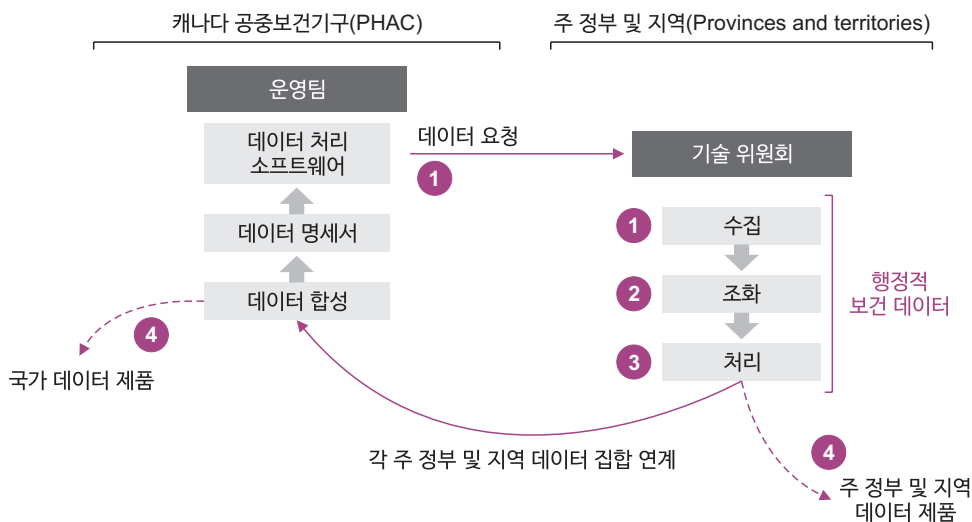 캐나다 공중보건기구(PHAC)
주 정부 및 지역(Provinces and territories)
운영팀
데이터 처리
소프트웨어
데이터 명세서
데이터 합성
4
국가 데이터 제품
데이터 요청
1
기술 위원회
1
수집
2
조화
3
처리
행정적
보건 데이터
각 주 정부 및 지역 데이터 집합 연계
4
주 정부 및 지역
데이터 제품